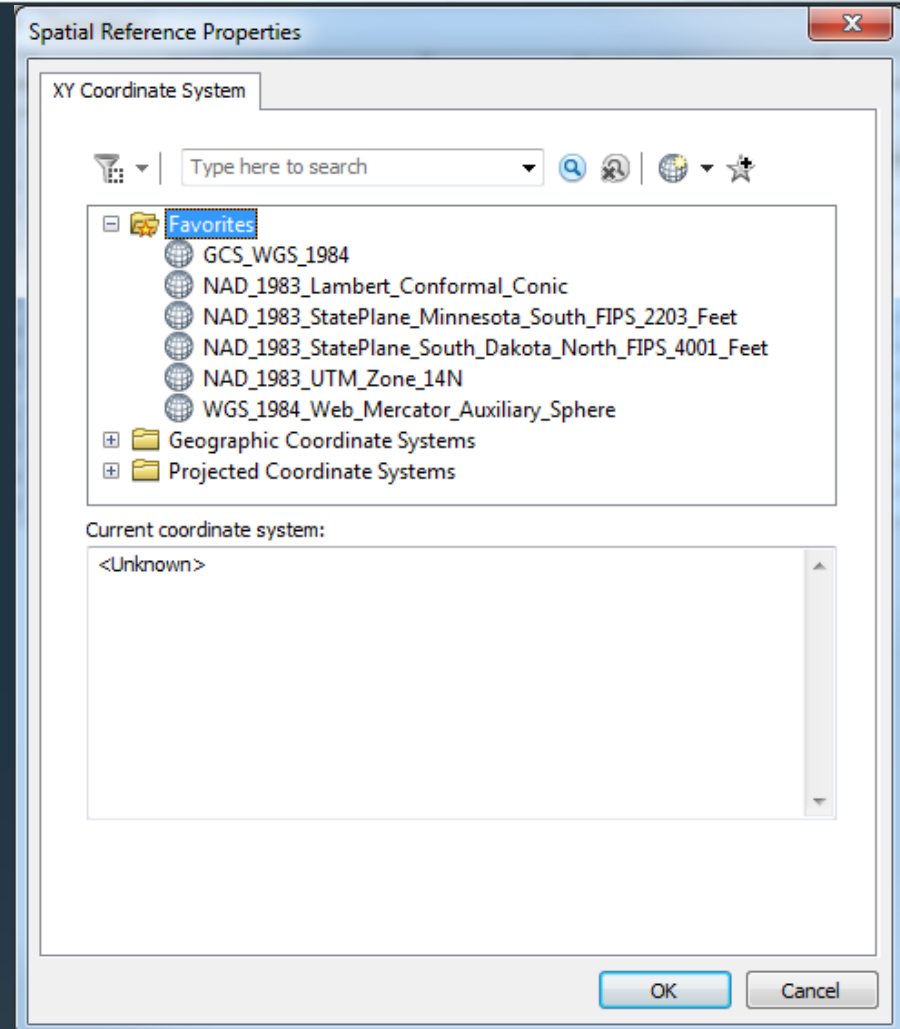 Spatial Reference Properties
XY Coordinate System
Type here to search
Favorites
GCS_WGS_1984
NAD_1983_Lambert_Conformal_Conic
NAD_1983_StatePlane_Minnesota_South_FIPS_2203_Feet
NAD_1983_StatePlane_South_Dakota_North_FIPS_4001_Feet
NAD_1983_UTM_Zone_14N
WGS_1984_Web_Mercator_Auxiliary_Sphere
Geographic Coordinate Systems
Projected Coordinate Systems
Current coordinate system:
<Unknown>
OK Cancel